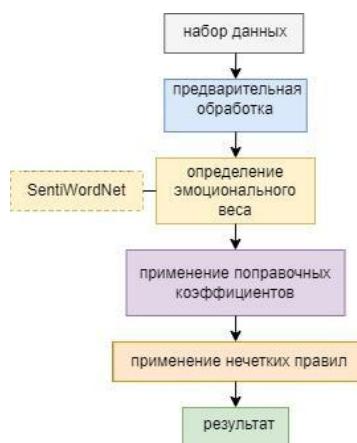 набор данных
предварительная
обработка
SentiWordNet
определение
эмоционального
веса
применение поправочных
коэффициентов
применение нечетких правил
результат